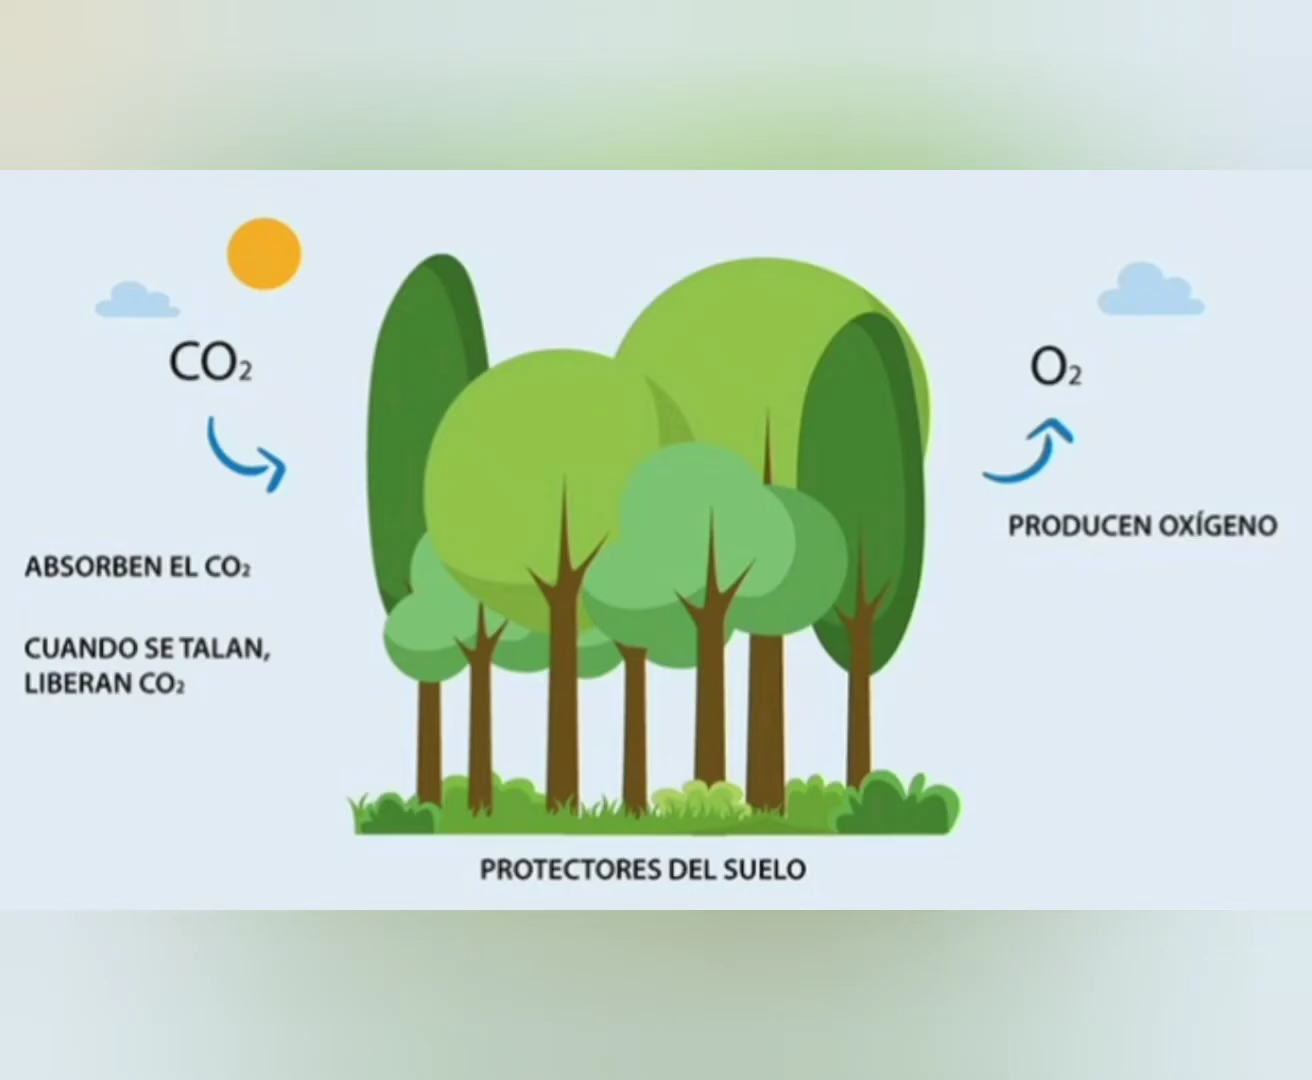 CO₂
O₂
PRODUCEN OXÍGENO
ABSORBEN EL CO₂
CUANDO SE TALAN,
LIBERAN CO₂
PROTECTORES DEL SUELO